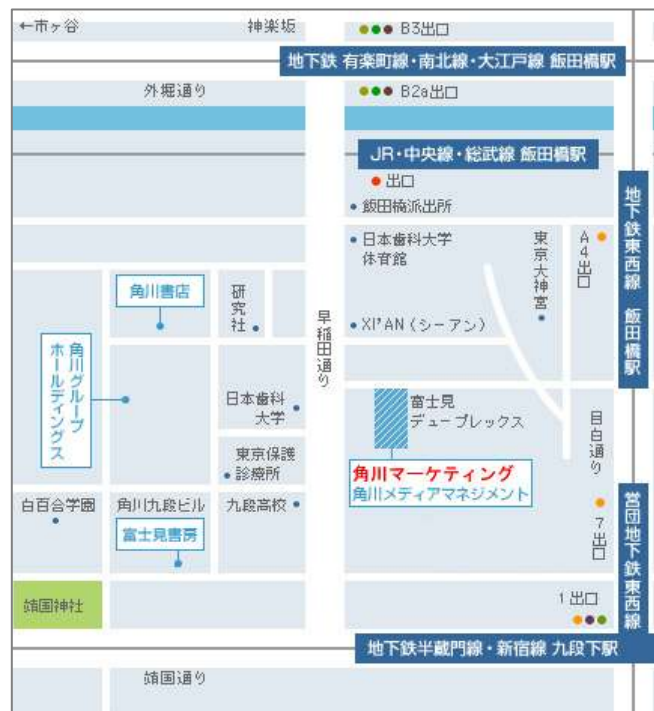 ←市ヶ谷
神楽坂
B3出口
地下鉄 有楽町線・南北線・大江戸線 飯田橋駅
外堀通り
B2a出口
JR・中央線・総武線 飯田橋駅
出口
飯田橋派出所
地下鉄東西線 飯田橋駅
日本歯科大学
体育館
東京大神宮
A4出口
角川書店
研究社
早稲田通り
XI'AN(シーアン)
角川グループ
ホールディングス
日本歯科
大学
富士見
デュープレックス
目白通り
東京保護
診療所
角川マーケティング
角川メディアマネジメント
白百合学園
角川九段ビル
九段高校
7出口
営団地下鉄東西線
富士見書房
靖国神社
1出口
地下鉄半蔵門線・新宿線 九段下駅
靖国通り